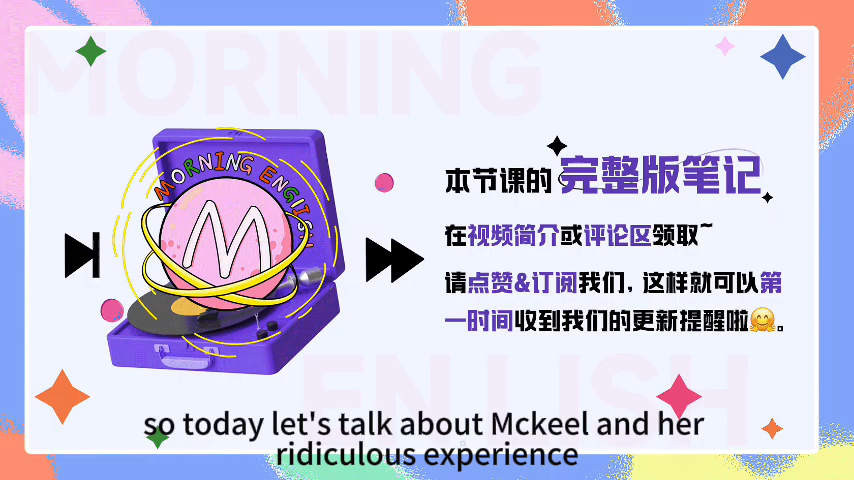 MORNING
MORNING ENGLISH
M
本节课的 完整版笔记
在视频简介或评论区领取~
请点赞&订阅我们，这样就可以第
一时间收到我们的更新提醒啦🤗。
EN LISH
so today let's talk about Mckeel and her
ridiculous experience